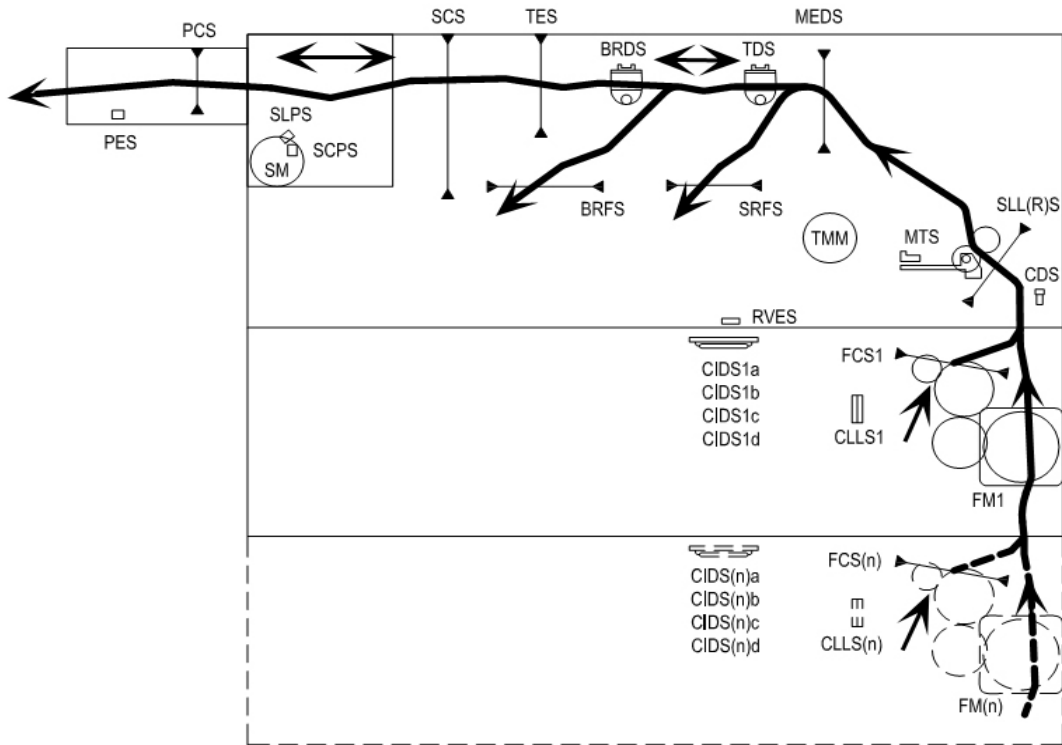 SCS TES MEDS
PCS
BRDS TDS
SLPS
PES
SCPS
SM
BRFS SRFS
SLL(R)S
TMM
MTS
CDS
RVES
FCS1
CIDS1a
CIDS1b
CIDS1c
CIDS1d
CLLS1
FM1
FCS(n)
CIDS(n)a
CIDS(n)b
CIDS(n)c
CIDS(n)d
CLLS(n)
FM(n)